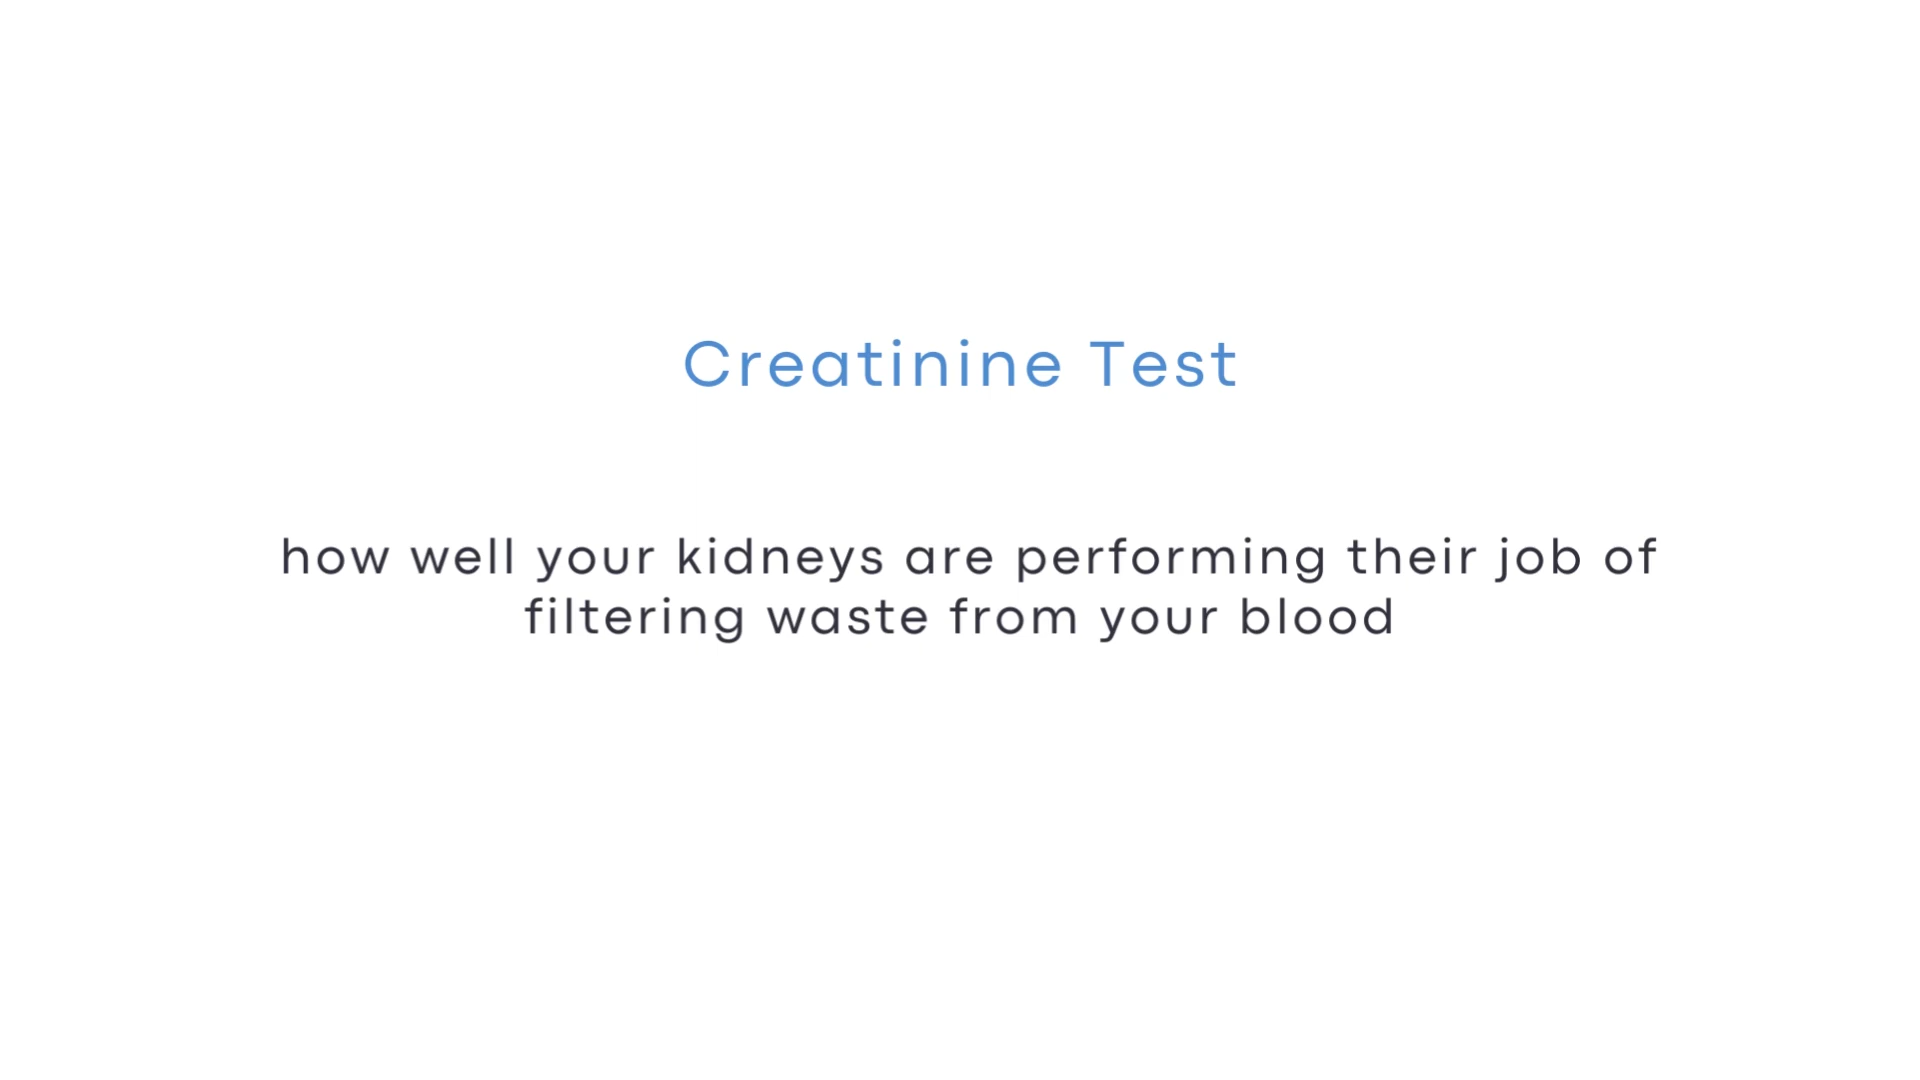 Creatinine Test
how well your kidneys are performing their job of
filtering waste from your blood